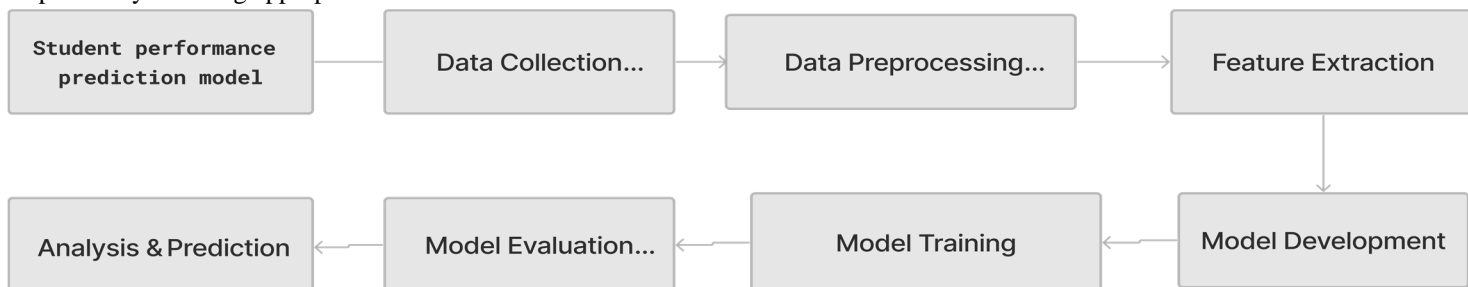 Student performance
prediction model
Data Collection...
Data Preprocessing...
Feature Extraction
Model Development
Model Training
Model Evaluation...
Analysis & Prediction